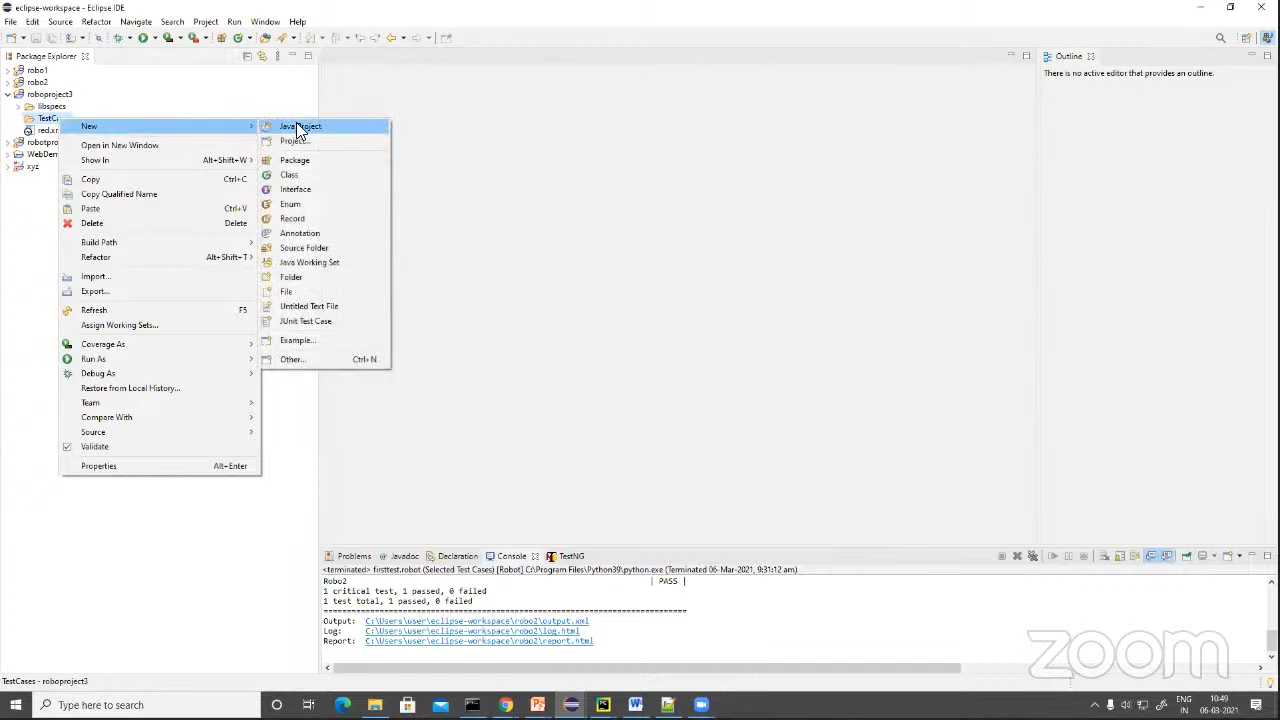 eclipse-workspace - Eclipse IDE
File Edit Source Refactor Navigate Search Project Run Window Help
Package Explorer
Outline
There is no active editor that provides an outline.
robo1
robo2
roboproject3
libspecs
TestCa
red.xr
robotpro
WebDem
xyz
New
Open in New Window
Show In Alt+Shift+W
Copy Ctrl+C
Copy Qualified Name
Paste Ctrl+V
Delete Delete
Build Path
Refactor Alt+Shift+T
Import...
Export...
Refresh F5
Assign Working Sets...
Coverage As
Run As
Debug As
Restore from Local History...
Team
Compare With
Source
Validate
Properties Alt+Enter
Java Project
Project...
Package
Class
Interface
Enum
Record
Annotation
Source Folder
Java Working Set
Folder
File
Untitled Text File
JUnit Test Case
Example...
Other... Ctrl+N
Problems Javadoc Declaration Console TestNG
<terminated> firsttest.robot (Selected Test Cases) [Robot] C:\Program Files\Python39\python.exe (Terminated 06-Mar-2021, 9:31:12 am)
Robo2 | PASS |
1 critical test, 1 passed, 0 failed
1 test total, 1 passed, 0 failed
==============================================================================
Output: C:\Users\user\eclipse-workspace\robo2\output.xml
Log: C:\Users\user\eclipse-workspace\robo2\log.html
Report: C:\Users\user\eclipse-workspace\robo2\report.html
zoom
TestCases - roboproject3
Type here to search
ENG
IN
10:49
06-08-2021